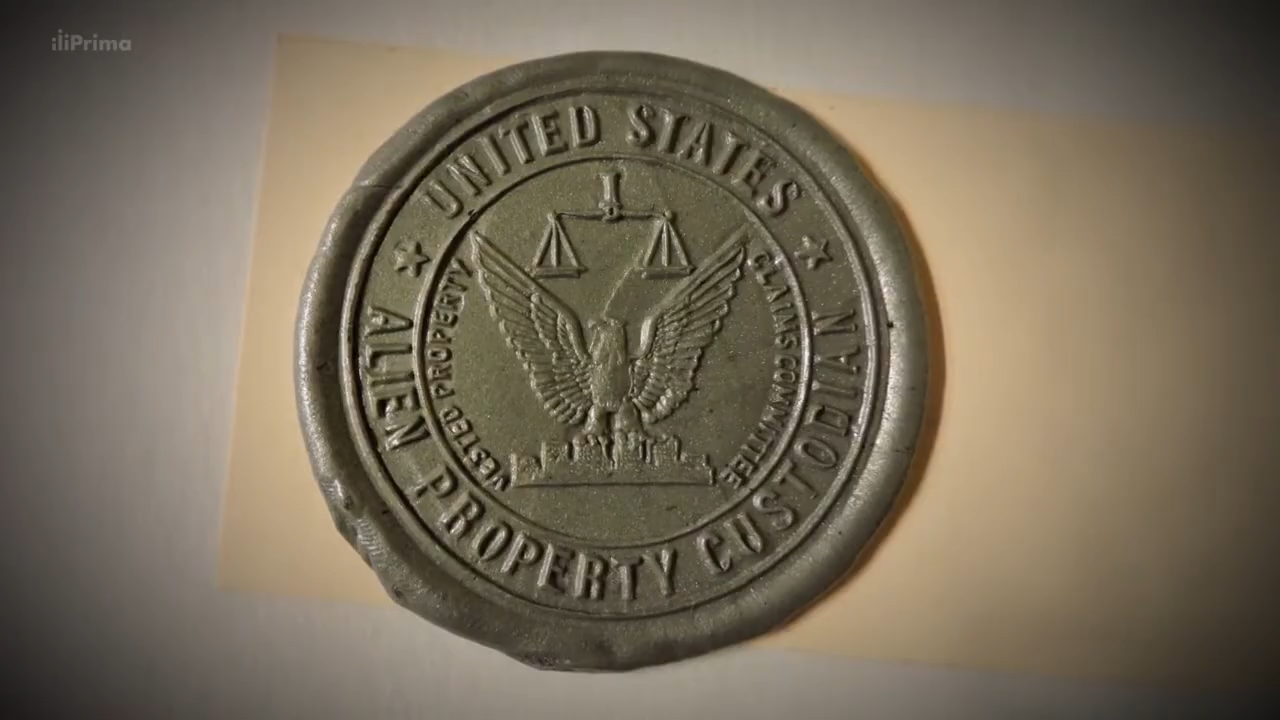 iliPrima
UNITED STATES
ALIEN PROPERTY CUSTODIAN
VESTED PROPERTY
CLAIMS COMMITTEE